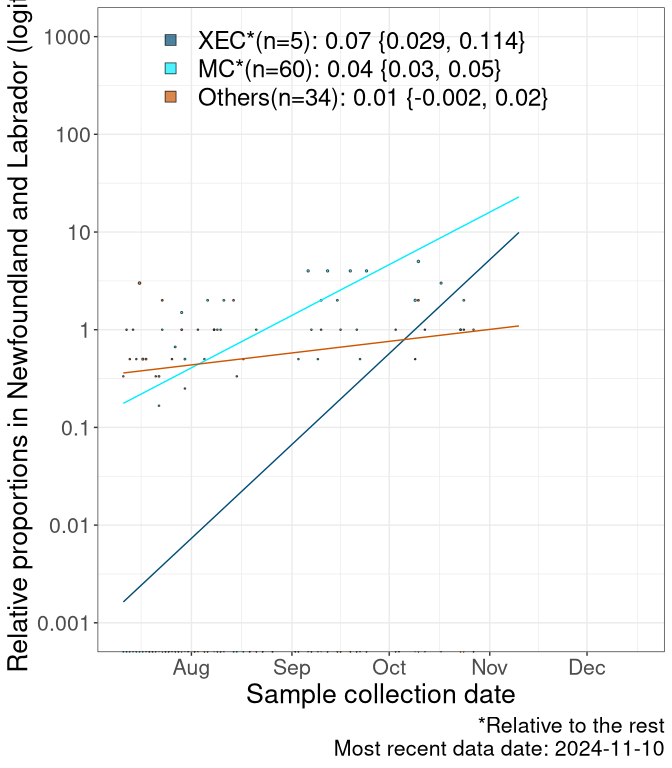 XEC*(n=5): 0.07 {0.029, 0.114}
MC*(n=60): 0.04 {0.03, 0.05}
Others(n=34): 0.01 {-0.002, 0.02}
Relative proportions in Newfoundland and Labrador
1000
100
10
1
0.1
0.01
0.001
Aug Sep Oct Nov Dec
Sample collection date
*Relative to the rest
Most recent data date: 2024-11-10